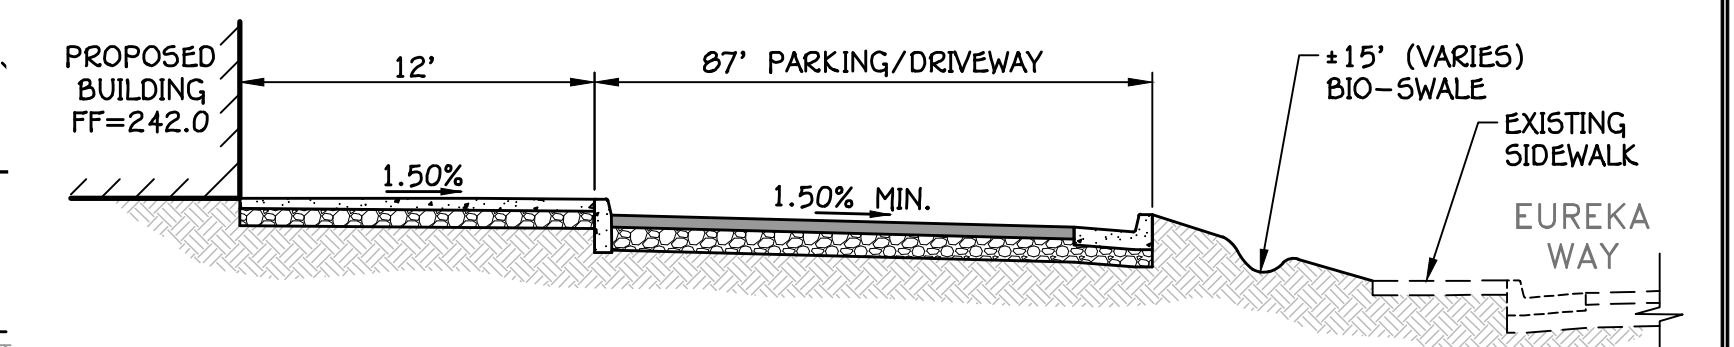 PROPOSED
BUILDING
FF=242.0
12'
87' PARKING/DRIVEWAY
±15' (VARIES)
BIO-SWALE
EXISTING
SIDEWALK
1.50%
1.50% MIN.
EUREKA
WAY